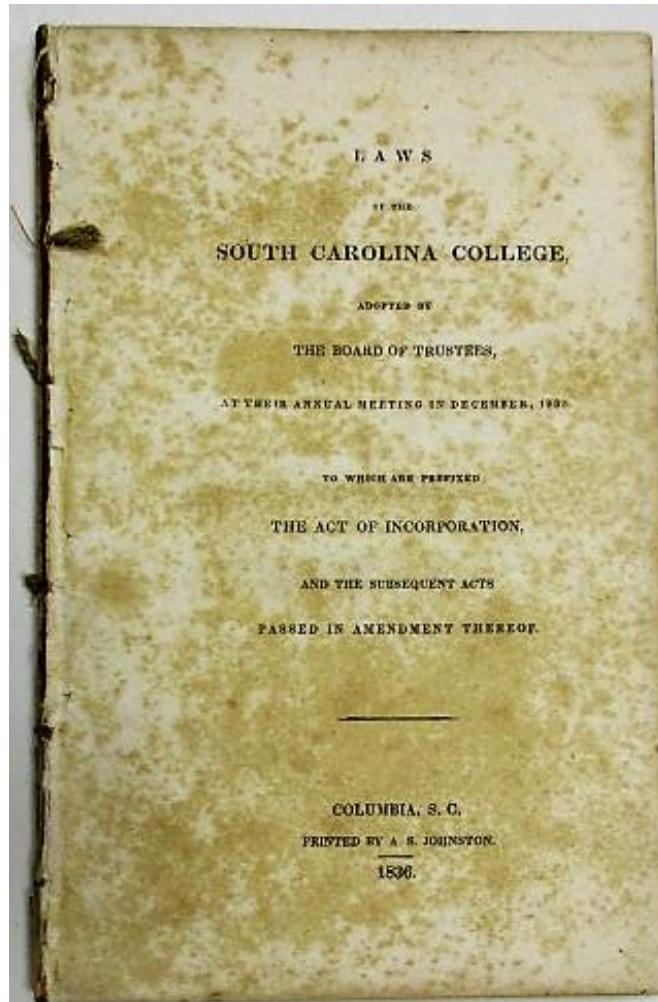 LAWS
OF THE
SOUTH CAROLINA COLLEGE,
ADOPTED BY
THE BOARD OF TRUSTEES,
AT THEIR ANNUAL MEETING IN DECEMBER,
TO WHICH ARE PREFIXED
THE ACT OF INCORPORATION,
AND THE SUBSEQUENT ACTS
PASSED IN AMENDMENT THEREOF.
COLUMBIA, S. C.
PRINTED BY A S. JOHNSTON.
1836.